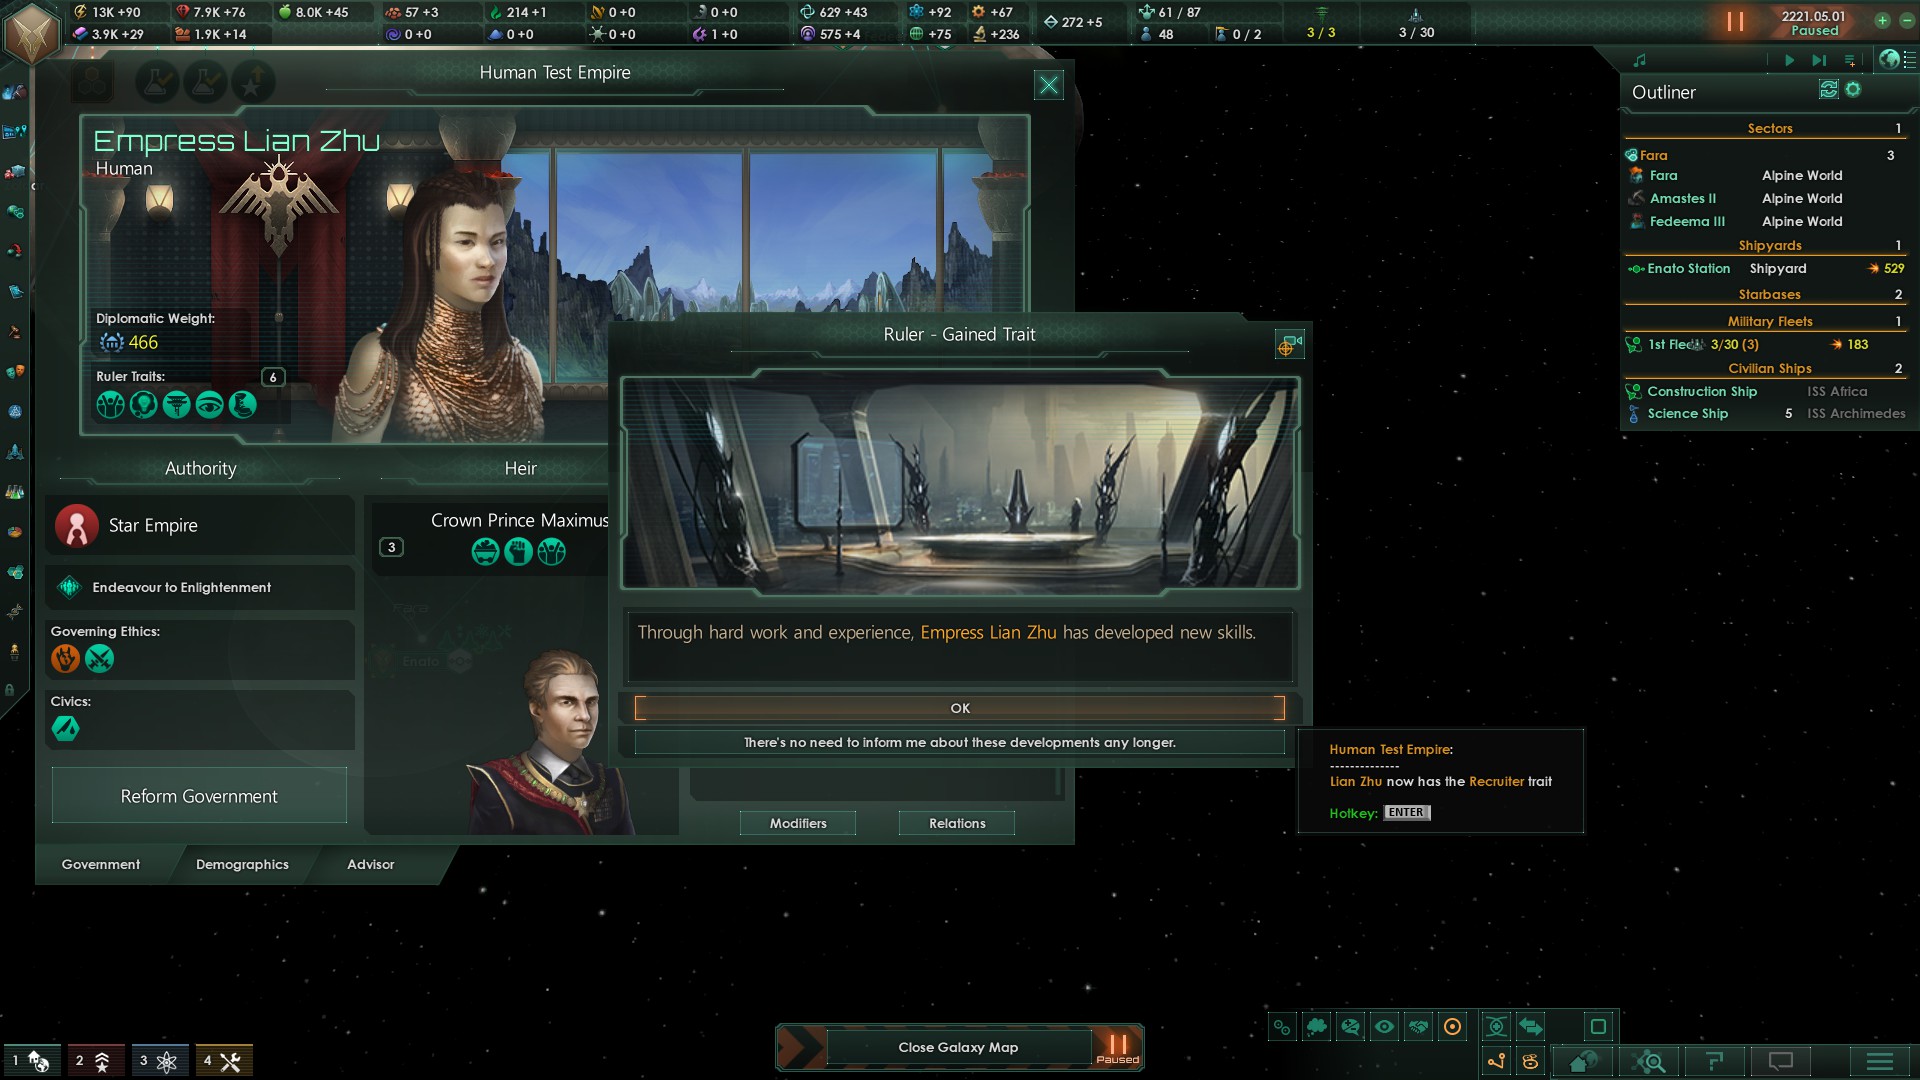 13K +90
7.9K +76
8.0K +45
57 +3
214 +1
0 +0
0 +0
629 +43
+92
+67
272 +5
61 / 87
3 / 3
3 / 30
3.9K +29
1.9K +14
0 +0
0 +0
0 +0
1 +0
575 +4
+75
+236
48
0 / 2
2221.05.01
Paused
Human Test Empire
Empress Lian Zhu
Human
Diplomatic Weight:
466
Ruler Traits:
6
Authority
Heir
Star Empire
Endeavour to Enlightenment
Governing Ethics:
Civics:
Reform Government
Crown Prince Maximus
3
Fara
Enato
Modifiers
Relations
Government
Demographics
Advisor
Ruler - Gained Trait
Through hard work and experience, Empress Lian Zhu has developed new skills.
OK
There's no need to inform me about these developments any longer.
Human Test Empire:
--------------
Lian Zhu now has the Recruiter trait
Hotkey: ENTER
Outliner
Sectors 1
Fara 3
Fara Alpine World
Amastes II Alpine World
Fedeema III Alpine World
Shipyards 1
Enato Station Shipyard 529
Starbases 2
Military Fleets 1
1st Flee 3/30 (3) 183
Civilian Ships 2
Construction Ship ISS Africa
Science Ship 5 ISS Archimedes
1
2
3
4
Close Galaxy Map
Paused